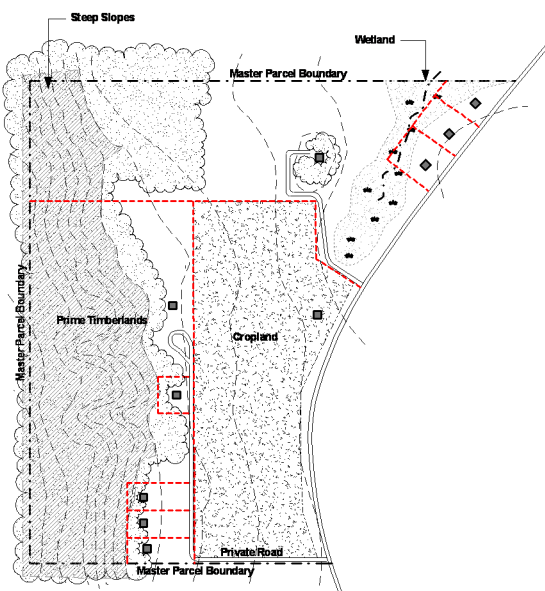 Steep Slopes
Wetland
Master Parcel Boundary
Master Parcel Boundary
Prime Timberlands
Cropland
Private Road
Master Parcel Boundary